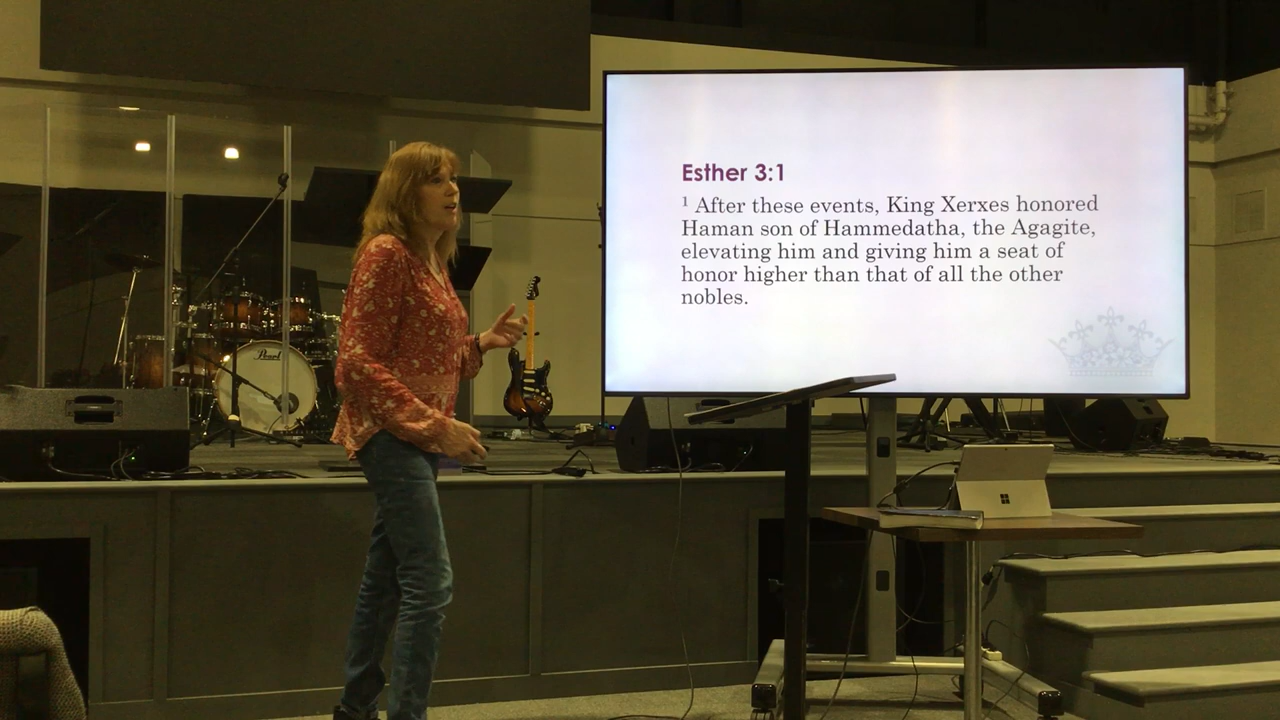 Esther 3:1
¹ After these events, King Xerxes honored
Haman son of Hammedatha, the Agagite,
elevating him and giving him a seat of
honor higher than that of all the other
nobles.
Pearl